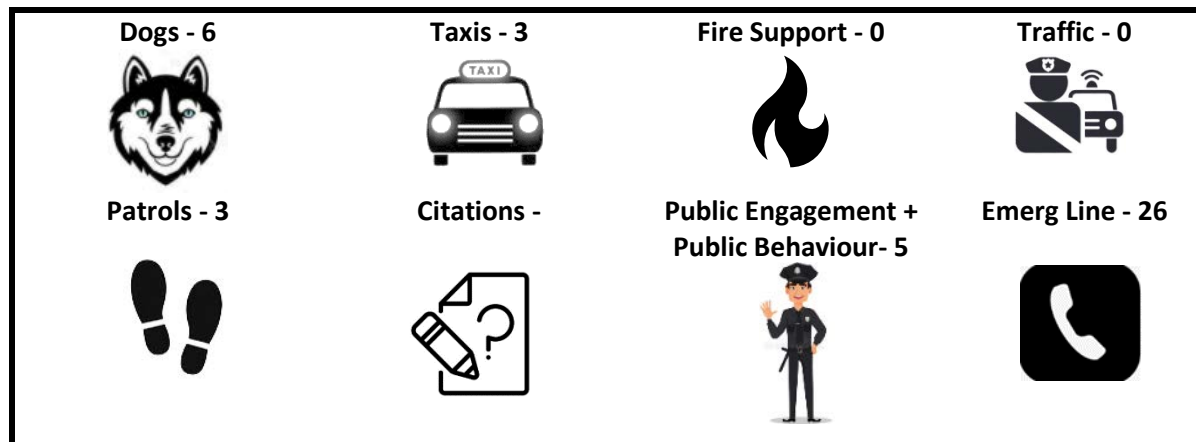 Dogs - 6
Taxis - 3
Fire Support - 0
Traffic - 0
TAXI
Patrols - 3
Citations -
Public Engagement +
Public Behaviour- 5
Emerg Line - 26
?